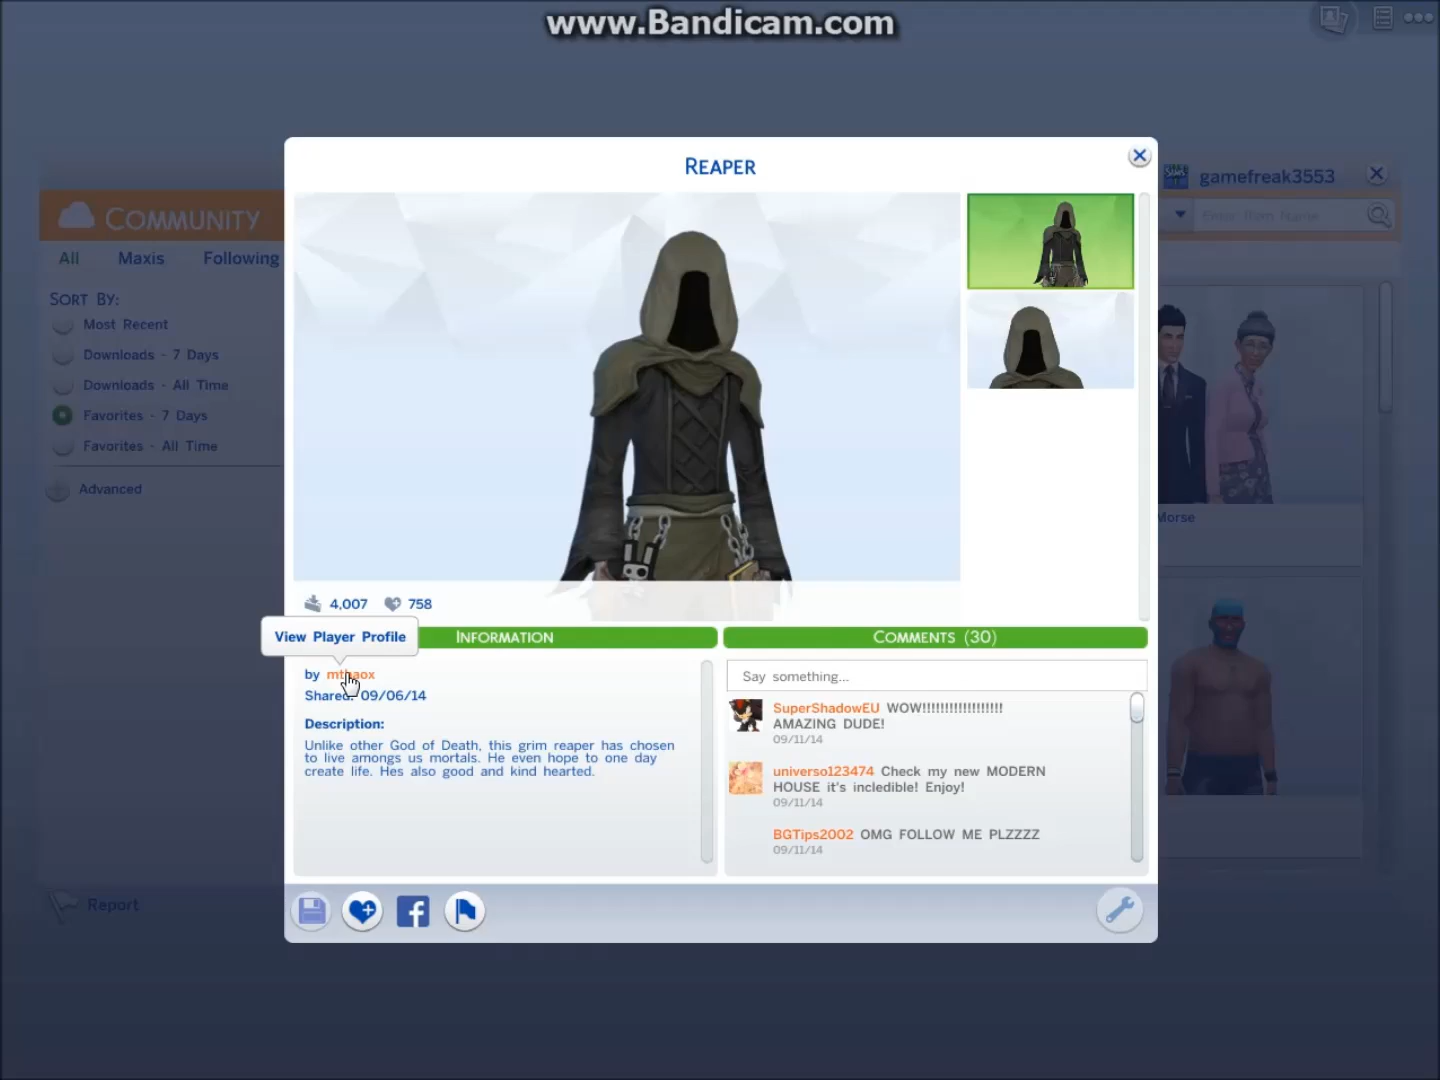 www.Bandicam.com
REAPER
gamefreak3553
COMMUNITY
Enter Item Name
All Maxis Following
SORT BY:
Most Recent
Downloads - 7 Days
Downloads - All Time
Favorites - 7 Days
Favorites - All Time
Advanced
Morse
4,007 758
View Player Profile
INFORMATION
COMMENTS (30)
by mthaox
Shared: 09/06/14
Description:
Unlike other God of Death, this grim reaper has chosen
to live amongs us mortals. He even hope to one day
create life. Hes also good and kind hearted.
Say something...
SuperShadowEU WOW!!!!!!!!!!!!!!!!!!
AMAZING DUDE!
09/11/14
universo123474 Check my new MODERN
HOUSE it's incledible! Enjoy!
09/11/14
BGTips2002 OMG FOLLOW ME PLZZZZ
09/11/14
Report